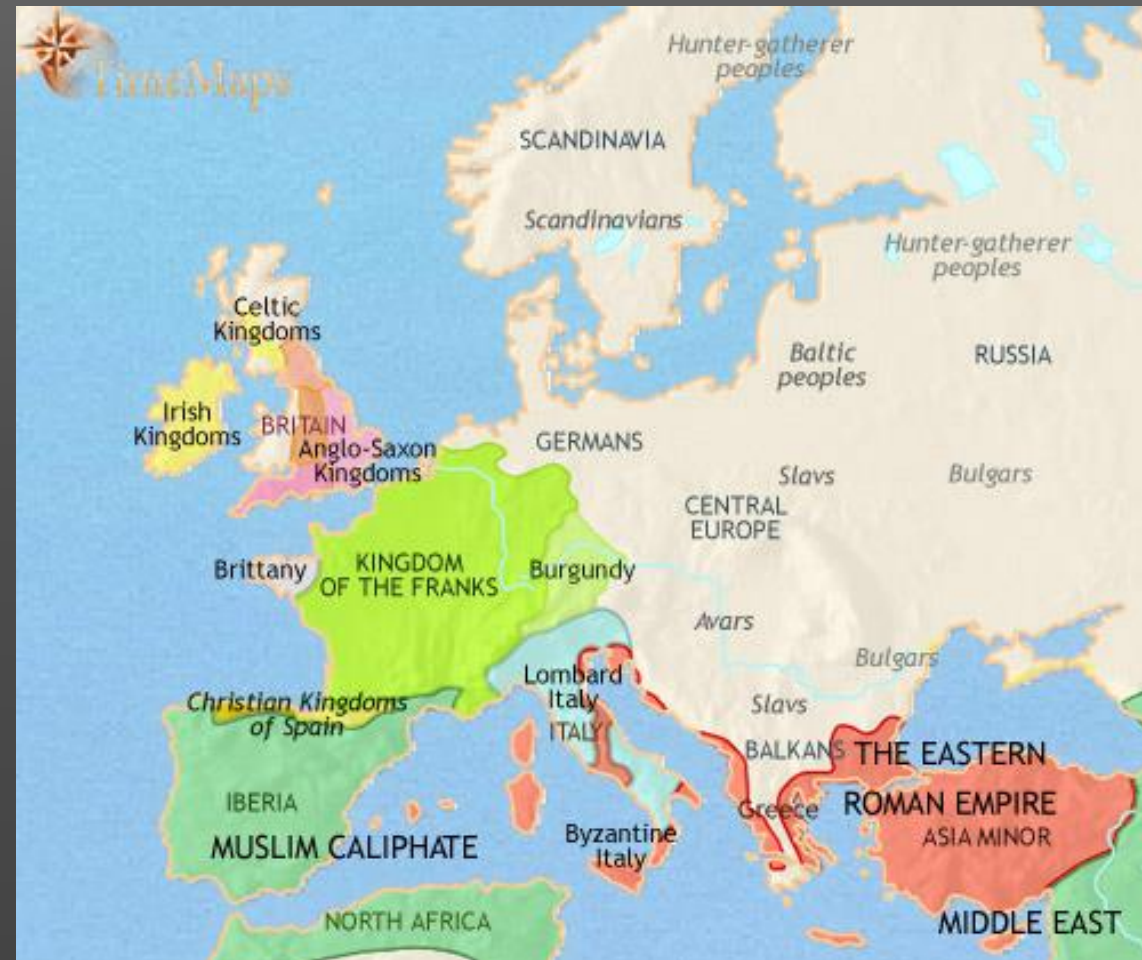 TimeMaps
Hunter-gatherer
peoples
SCANDINAVIA
Scandinavians
Hunter-gatherer
peoples
Celtic
Kingdoms
Baltic
peoples
RUSSIA
Irish
Kingdoms
BRITAIN
Anglo-Saxon
Kingdoms
GERMANS
Slavs
Bulgars
CENTRAL
EUROPE
Brittany
KINGDOM
OF THE FRANKS
Burgundy
Avars
Bulgars
Lombard
Italy
ITALY
Christian Kingdoms
of Spain
Slavs
BALKANS
THE EASTERN
ROMAN EMPIRE
ASIA MINOR
Greece
IBERIA
MUSLIM CALIPHATE
Byzantine
Italy
NORTH AFRICA
MIDDLE EAST